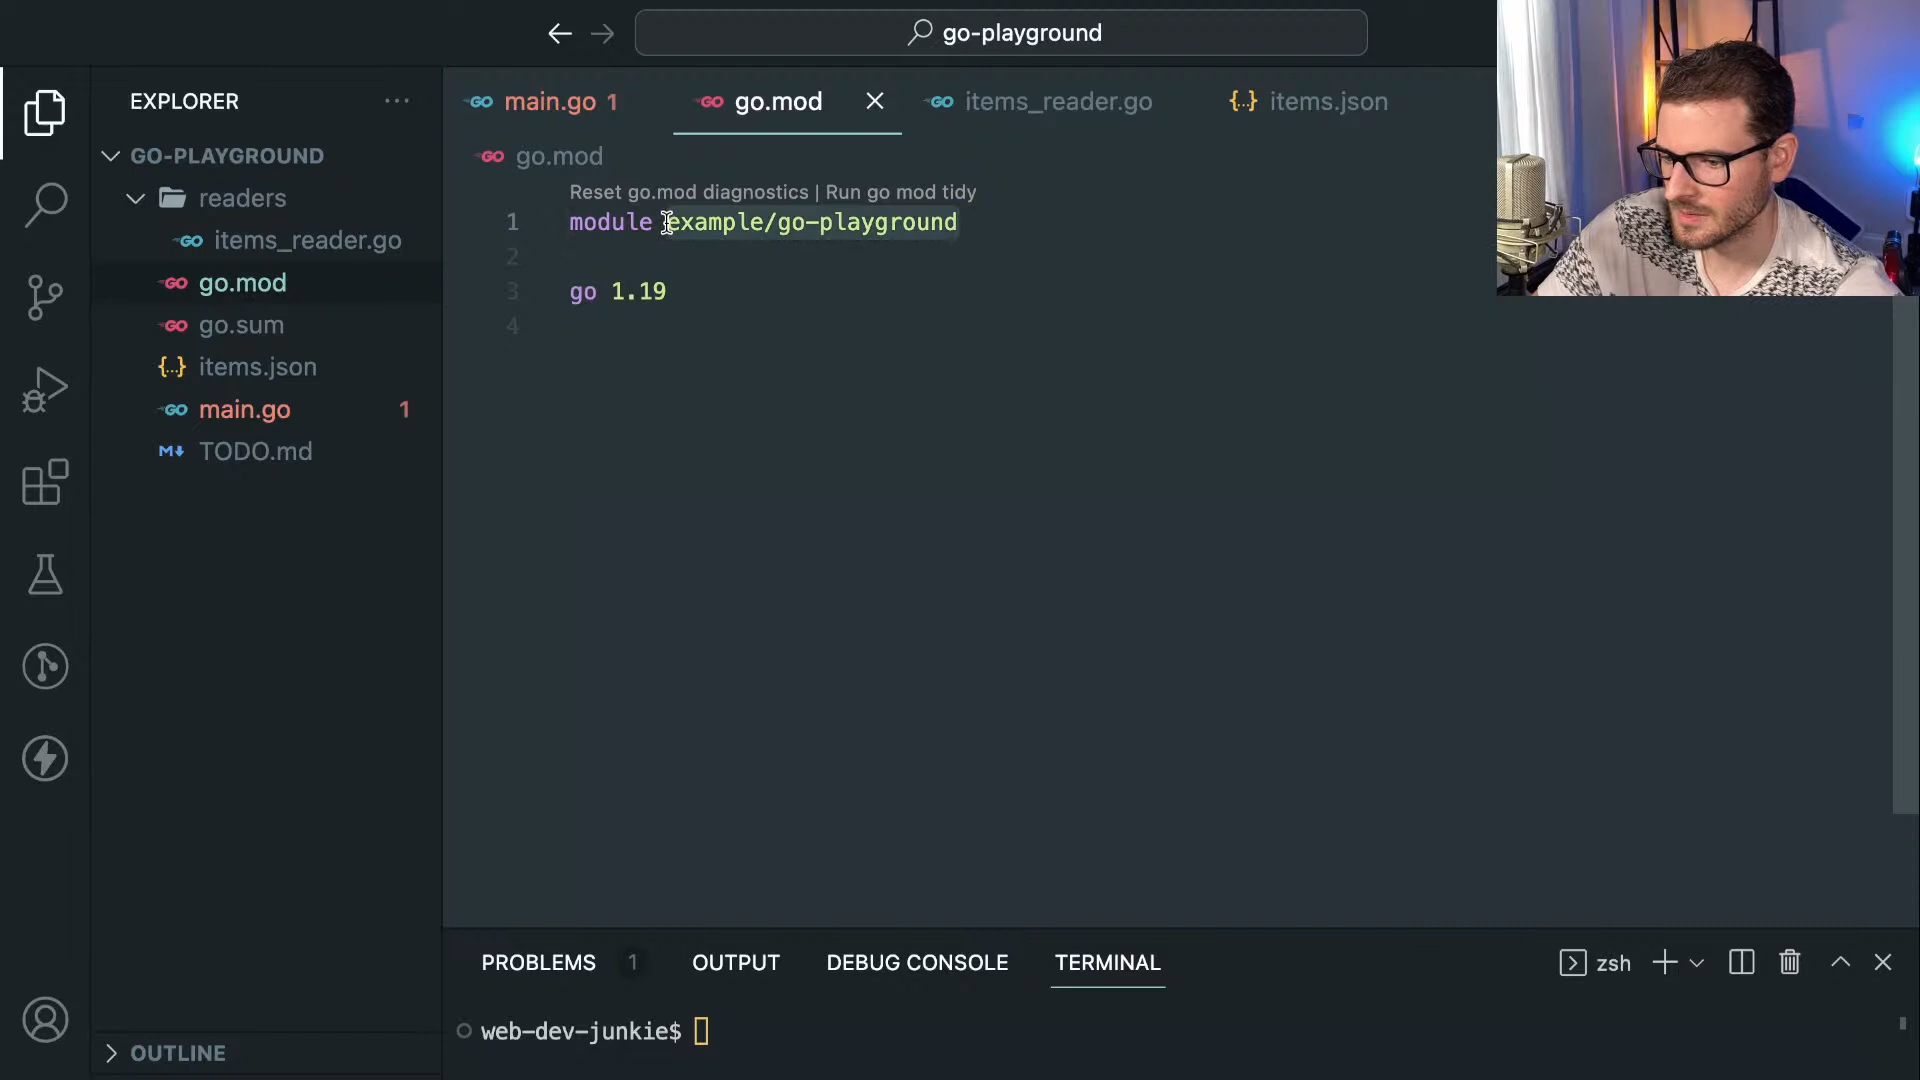 go-playground
EXPLORER
GO-PLAYGROUND
readers
items_reader.go
go.mod
go.sum
items.json
main.go 1
TODO.md
OUTLINE
main.go 1
go.mod
items_reader.go
items.json
go.mod
Reset go.mod diagnostics | Run go mod tidy
1 module example/go-playground
2
3 go 1.19
4
PROBLEMS 1 OUTPUT DEBUG CONSOLE TERMINAL
zsh
web-dev-junkie$